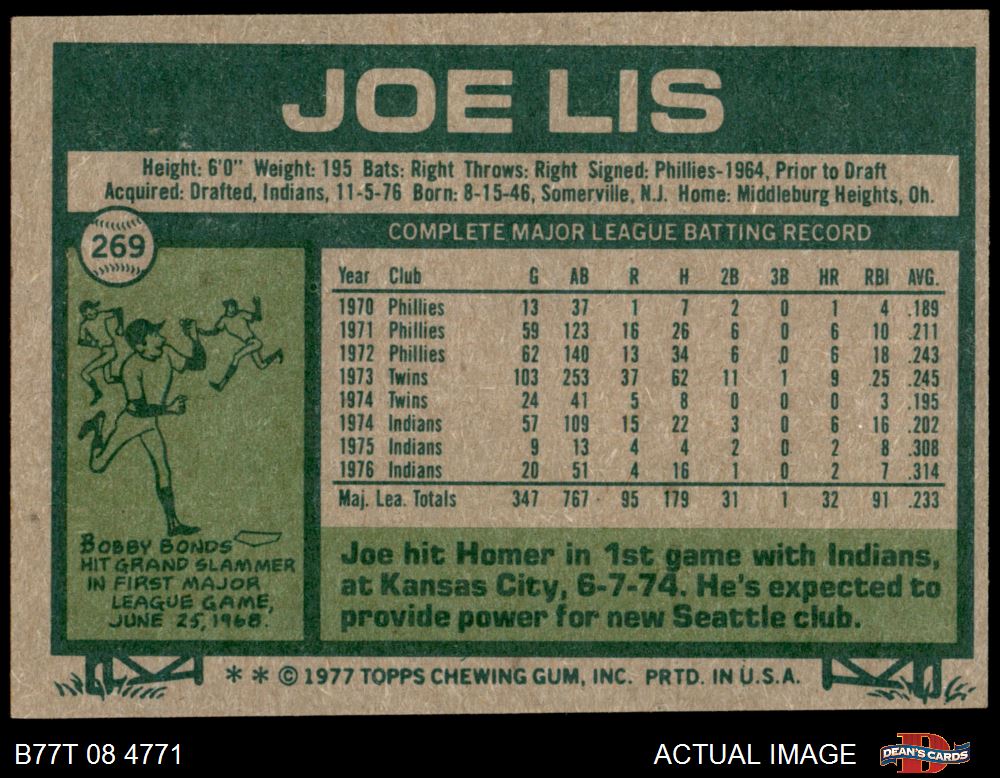 JOE LIS
Height: 6'0" Weight: 195 Bats: Right Throws: Right Signed: Phillies-1964, Prior to Draft
Acquired: Drafted, Indians, 11-5-76 Born: 8-15-46, Somerville, N.J. Home: Middleburg Heights, Oh.
269
COMPLETE MAJOR LEAGUE BATTING RECORD
Year Club G AB R H 2B 3B HR RBI AVG.
1970 Phillies 13 37 1 7 2 0 1 4 .189
1971 Phillies 59 123 16 26 6 0 6 10 .211
1972 Phillies 62 140 13 34 6 0 6 18 .243
1973 Twins 103 253 37 62 11 1 9 25 .245
1974 Twins 24 41 5 8 0 0 0 3 .195
1974 Indians 57 109 15 22 3 0 6 16 .202
1975 Indians 9 13 4 4 2 0 2 8 .308
1976 Indians 20 51 4 16 1 0 2 7 .314
Maj. Lea. Totals 347 767 95 179 31 1 32 91 .233
BOBBY BONDS
HIT GRAND SLAMMER
IN FIRST MAJOR
LEAGUE GAME,
JUNE 25, 1968.
Joe hit Homer in 1st game with Indians,
at Kansas City, 6-7-74. He's expected to
provide power for new Seattle club.
* * © 1977 TOPPS CHEWING GUM, INC. PRTD. IN U.S.A.
B77T 08 4771
ACTUAL IMAGE
DEAN'S CARDS